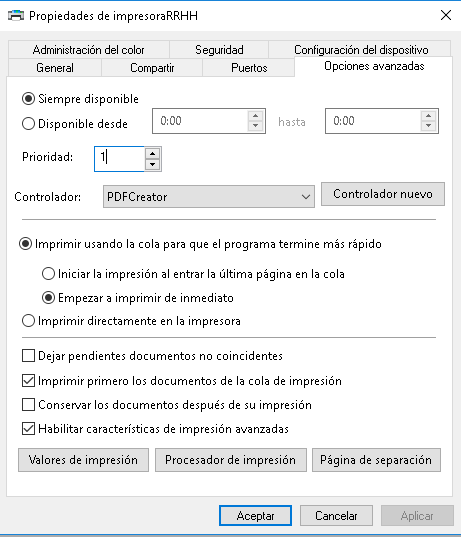 Propiedades de impresoraRRHH
Administración del color Seguridad Configuración del dispositivo
General Compartir Puertos Opciones avanzadas
Siempre disponible
Disponible desde 0:00 hasta 0:00
Prioridad: 1
Controlador: PDFCreator Controlador nuevo
Imprimir usando la cola para que el programa termine más rápido
Iniciar la impresión al entrar la última página en la cola
Empezar a imprimir de inmediato
Imprimir directamente en la impresora
Dejar pendientes documentos no coincidentes
Imprimir primero los documentos de la cola de impresión
Conservar los documentos después de su impresión
Habilitar características de impresión avanzadas
Valores de impresión Procesador de impresión Página de separación
Aceptar Cancelar Aplicar